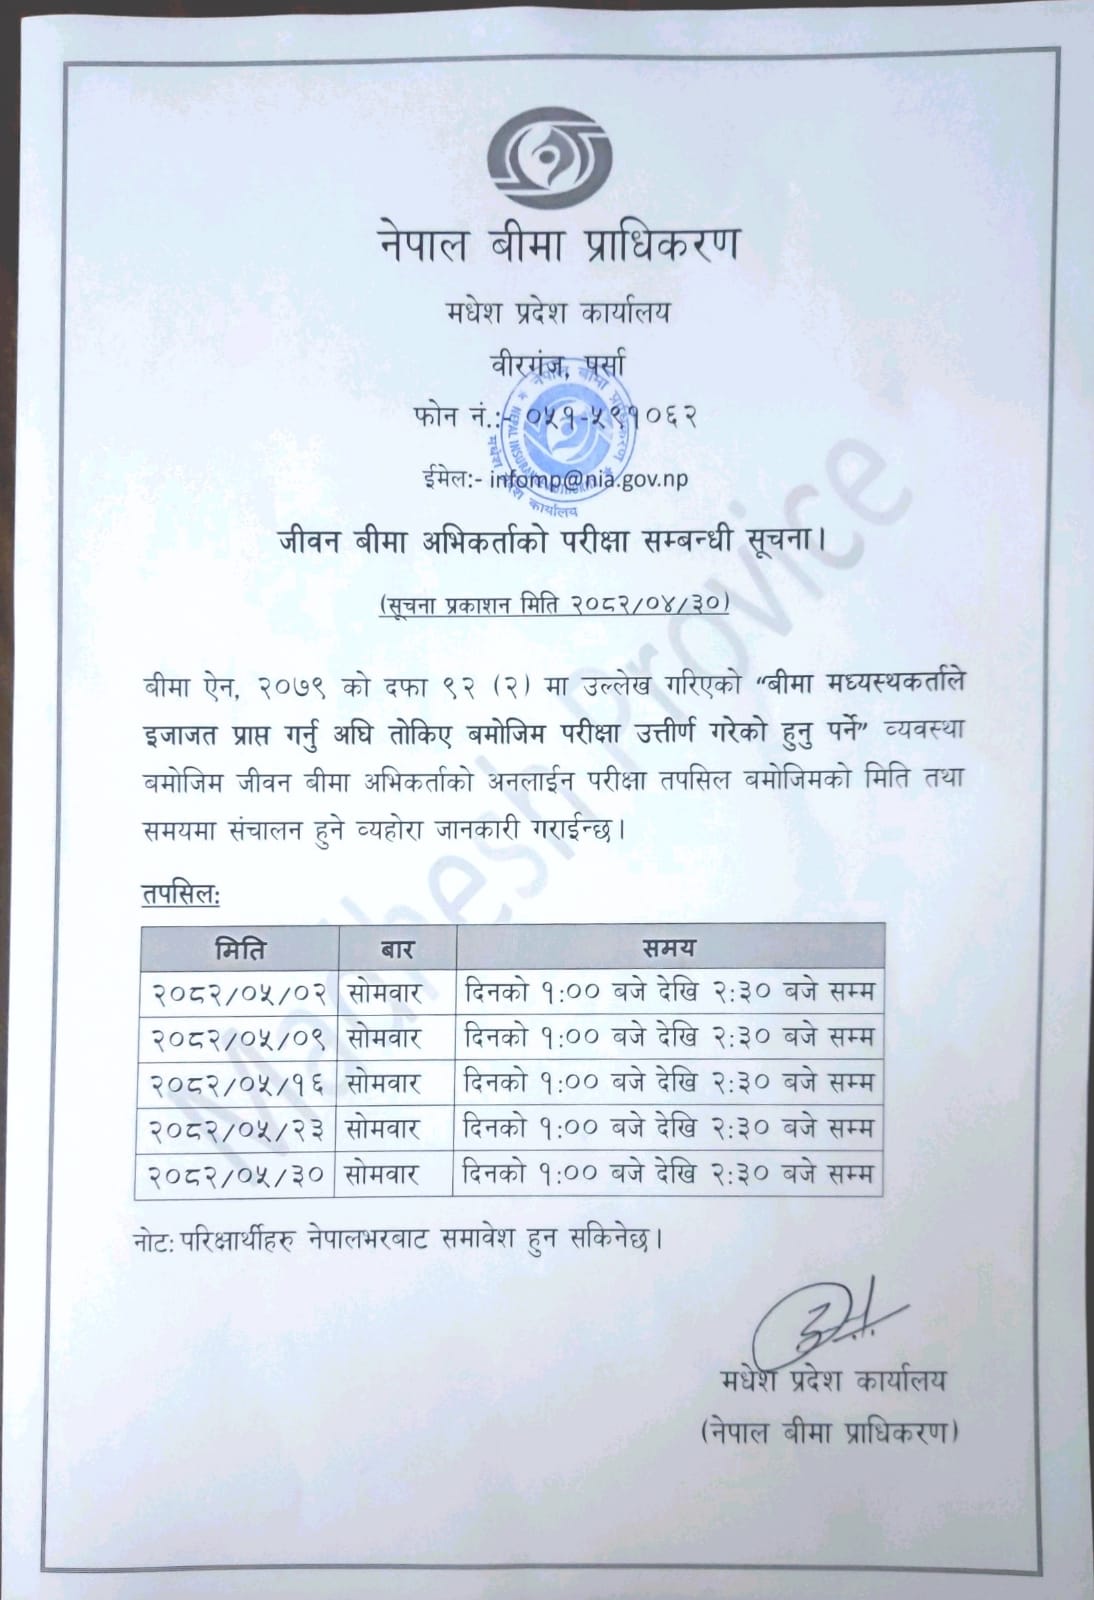 नेपाल बीमा प्राधिकरण
मधेश प्रदेश कार्यालय
वीरगंज, पर्सा
फोन नं.:- ०५१-५९१०६२
ईमेल:- infomp@nia.gov.np
जीवन बीमा अभिकर्ताको परीक्षा सम्बन्धी सूचना।
(सूचना प्रकाशन मिति २०८२/०४/३०)
बीमा ऐन, २०७९ को दफा ९२ (२) मा उल्लेख गरिएको “बीमा मध्यस्थकर्ताले
इजाजत प्राप्त गर्नु अघि तोकिए बमोजिम परीक्षा उत्तीर्ण गरेको हुनु पर्ने” व्यवस्था
बमोजिम जीवन बीमा अभिकर्ताको अनलाईन परीक्षा तपसिल बमोजिमको मिति तथा
समयमा संचालन हुने व्यहोरा जानकारी गराईन्छ।
तपसिल:
मिति बार समय
२०८२/०५/०२ सोमवार दिनको १:०० बजे देखि २:३० बजे सम्म
२०८२/०५/०९ सोमवार दिनको १:०० बजे देखि २:३० बजे सम्म
२०८२/०५/१६ सोमवार दिनको १:०० बजे देखि २:३० बजे सम्म
२०८२/०५/२३ सोमवार दिनको १:०० बजे देखि २:३० बजे सम्म
२०८२/०५/३० सोमवार दिनको १:०० बजे देखि २:३० बजे सम्म
नोट: परिक्षार्थीहरु नेपालभरबाट समावेश हुन सकिनेछ।
मधेश प्रदेश कार्यालय
(नेपाल बीमा प्राधिकरण)
Madhesh Provice
नेपाल बीमा प्राधिकरण
मधेश प्रदेश कार्यालय